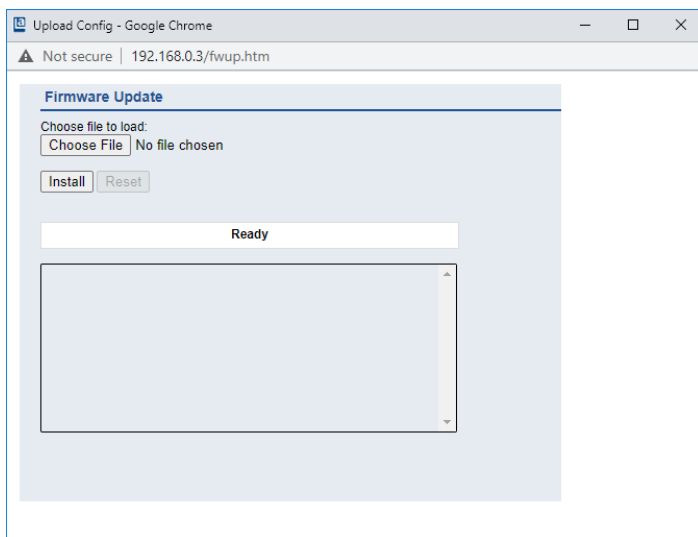 Upload Config - Google Chrome
Not secure | 192.168.0.3/fwup.htm
Firmware Update
Choose file to load:
Choose File No file chosen
Install Reset
Ready